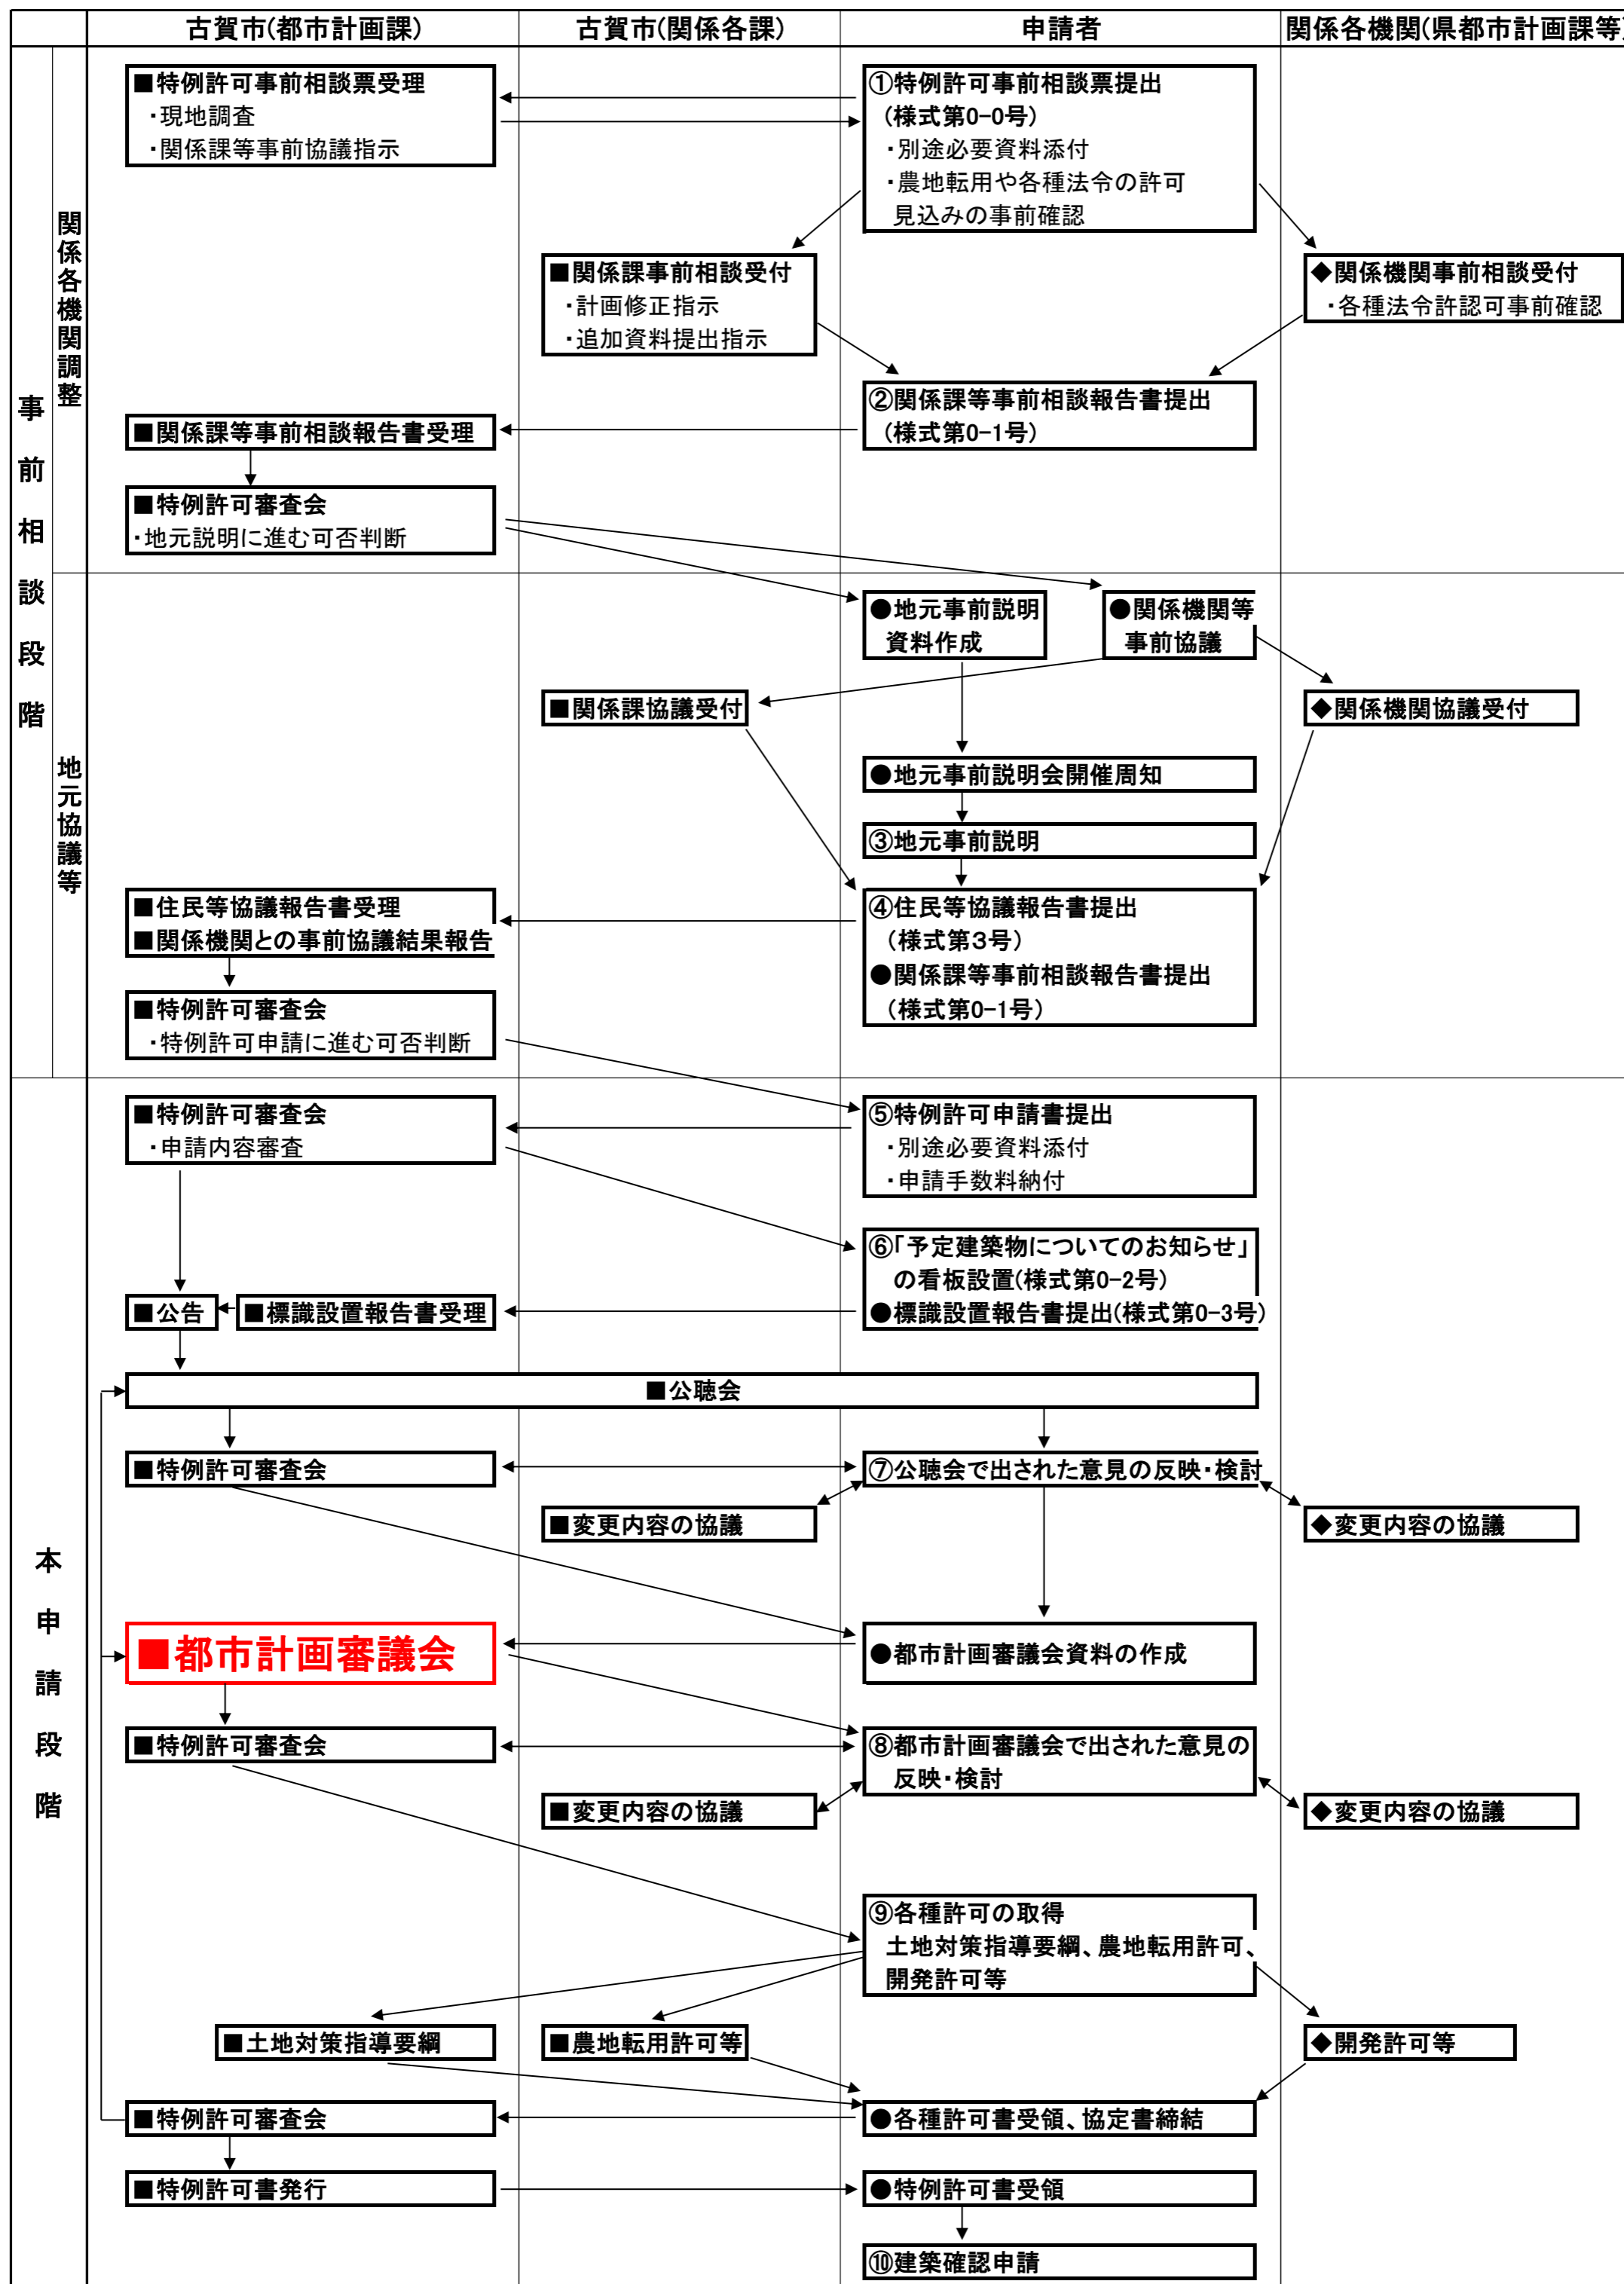 古賀市(都市計画課)
古賀市(関係各課)
申請者
関係各機関(県都市計画課等
事前相談段階
関係各機関調整
■特例許可事前相談票受理
・現地調査
・関係課等事前協議指示
①特例許可事前相談票提出
(様式第0-0号)
・別途必要資料添付
・農地転用や各種法令の許可
見込みの事前確認
■関係課事前相談受付
・計画修正指示
・追加資料提出指示
◆関係機関事前相談受付
・各種法令許認可事前確認
②関係課等事前相談報告書提出
(様式第0-1号)
■関係課等事前相談報告書受理
■特例許可審査会
・地元説明に進む可否判断
地元協議等
●地元事前説明
資料作成
●関係機関等
事前協議
■関係課協議受付
◆関係機関協議受付
●地元事前説明会開催周知
③地元事前説明
■住民等協議報告書受理
■関係機関との事前協議結果報告
④住民等協議報告書提出
(様式第3号)
●関係課等事前相談報告書提出
(様式第0-1号)
■特例許可審査会
・特例許可申請に進む可否判断
本申請段階
■特例許可審査会
・申請内容審査
⑤特例許可申請書提出
・別途必要資料添付
・申請手数料納付
⑥「予定建築物についてのお知らせ」
の看板設置(様式第0-2号)
●標識設置報告書提出(様式第0-3号)
■公告
■標識設置報告書受理
■公聴会
■特例許可審査会
⑦公聴会で出された意見の反映・検討
■変更内容の協議
◆変更内容の協議
■都市計画審議会
●都市計画審議会資料の作成
■特例許可審査会
⑧都市計画審議会で出された意見の
反映・検討
■変更内容の協議
◆変更内容の協議
⑨各種許可の取得
土地対策指導要綱、農地転用許可、
開発許可等
■土地対策指導要綱
■農地転用許可等
◆開発許可等
■特例許可審査会
●各種許可書受領、協定書締結
■特例許可書発行
●特例許可書受領
⑩建築確認申請